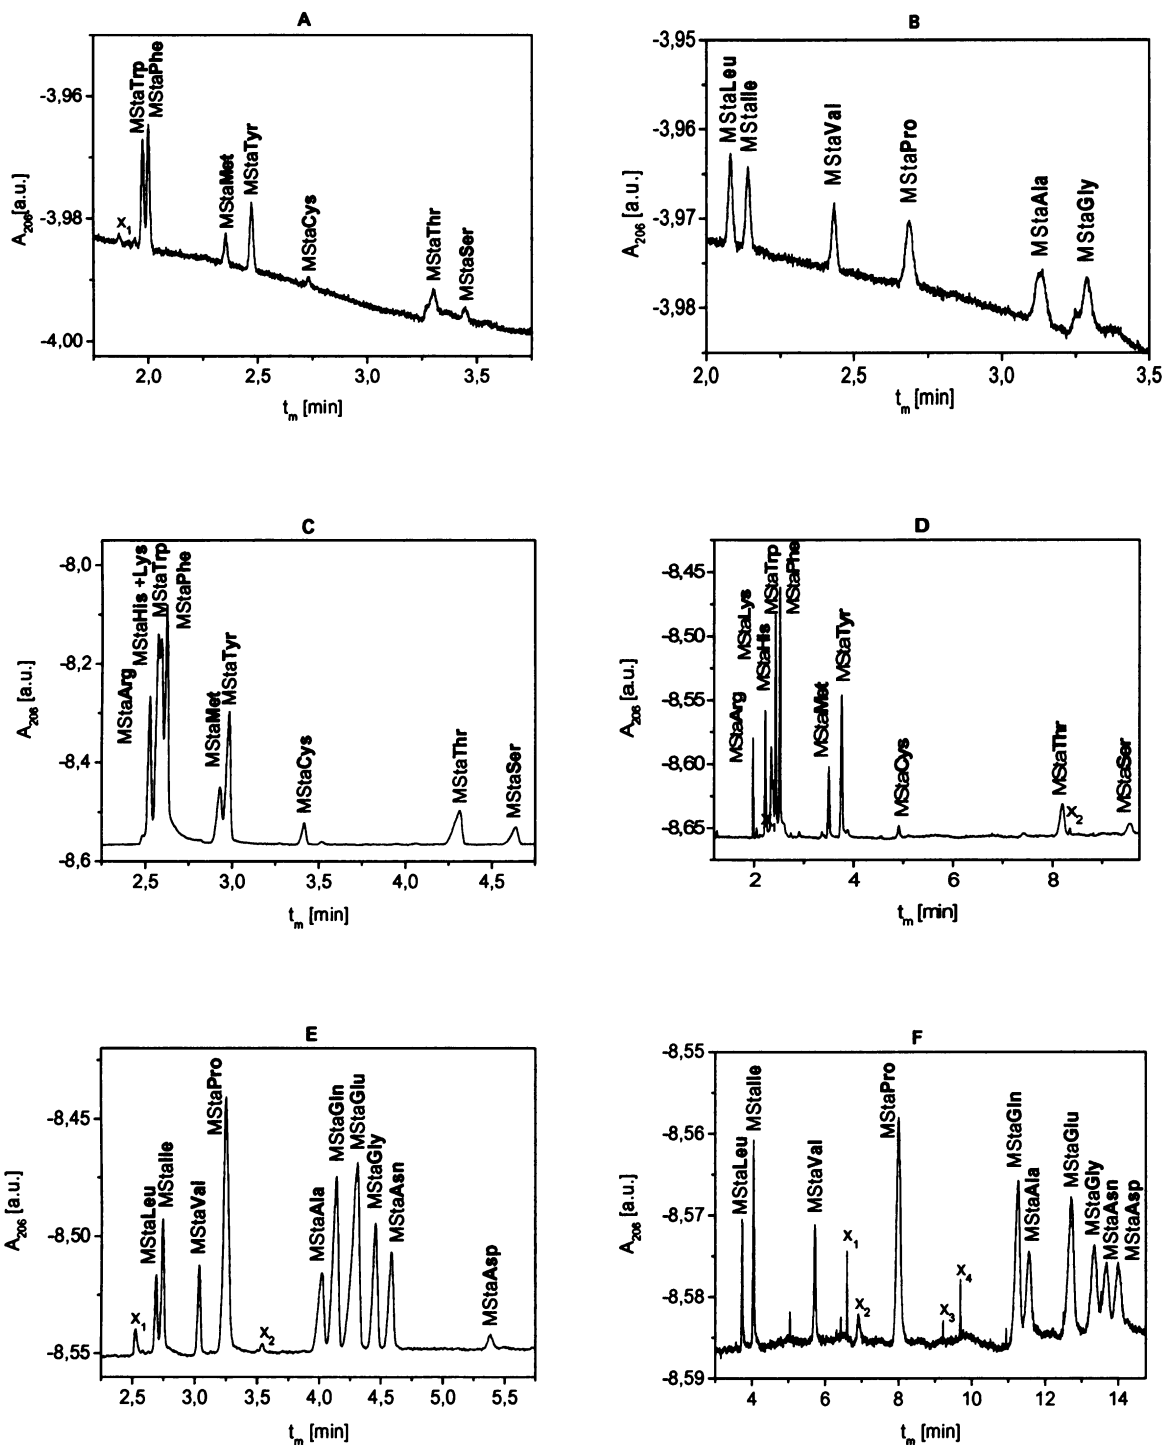 A
MStaTrp
MStaPhe
x1
MStaMet
MStaTyr
MStaCys
MStaThr
MStaSer
-3,96
-3,98
-4,00
A206[a.u.]
2,0 2,5 3,0 3,5
tm [min]
B
MStaLeu
MStaIle
MStaVal
MStaPro
MStaAla
MStaGly
-3,95
-3,96
-3,97
-3,98
A206 [a.u.]
2,0 2,5 3,0 3,5
tm [min]
C
MStaArg
MStaHis +Lys
MStaTrp
MStaPhe
MStaMet
MStaTyr
MStaCys
MStaThr
MStaSer
-8,0
-8,2
-8,4
-8,6
A206 [a.u.]
2,5 3,0 3,5 4,0 4,5
tm [min]
D
MStaArg
MStaLys
MStaHis
MStaTrp
MStaPhe
MStaMet
MStaTyr
MStaCys
MStaThr
x2
MStaSer
-8,45
-8,50
-8,55
-8,60
-8,65
A206 [a.u.]
2 4 6 8
tm [min]
E
x1
MStaLeu
MStaIle
MStaVal
MStaPro
x2
MStaAla
MStaGln
MStaGlu
MStaGly
MStaAsn
MStaAsp
-8,45
-8,50
-8,55
A206 [a.u.]
2,5 3,0 3,5 4,0 4,5 5,0 5,5
tm [min]
F
MStaLeu
MStaIle
MStaVal
x1
x2
MStaPro
x3
x4
MStaGln
MStaAla
MStaGlu
MStaGly
MStaAsn
MStaAsp
-8,55
-8,56
-8,57
-8,58
-8,59
A206 [a.u.]
4 6 8 10 12 14
tm [min]